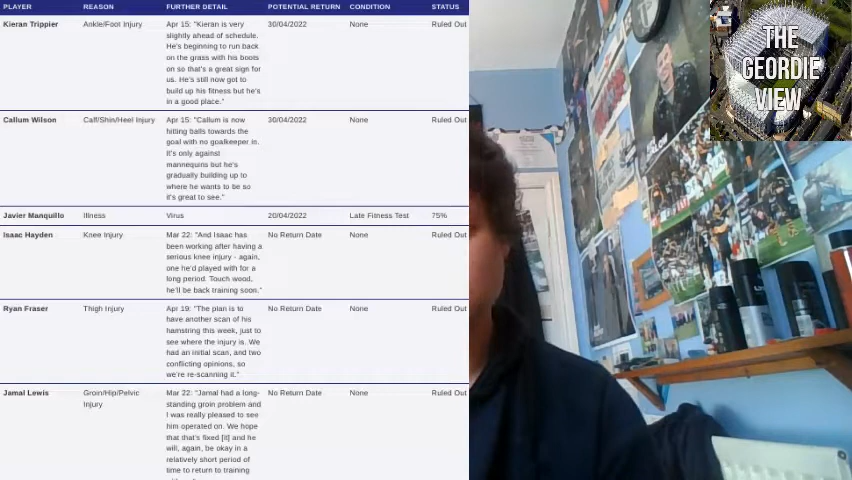 PLAYER REASON FURTHER DETAIL POTENTIAL RETURN CONDITION STATUS
Kieran Trippier Ankle/Foot Injury Apr 15: "Kieran is very 30/04/2022 None Ruled Out
slightly ahead of schedule.
He's beginning to run back
on the grass with his boots
on so that's a great sign for
us. He's still now got to
build up his fitness but he's
in a good place."
Callum Wilson Calf/Shin/Heel Injury Apr 15: "Callum is now 30/04/2022 None Ruled Out
hitting balls towards the
goal with no goalkeeper in.
It's only against
mannequins but he's
gradually building up to
where he wants to be so
it's great to see."
Javier Manquillo Illness Virus 20/04/2022 Late Fitness Test 75%
Isaac Hayden Knee Injury Mar 22: "And Isaac has No Return Date None Ruled Out
been working after having a
serious knee injury - again,
one he'd played with for a
long period. Touch wood,
he'll be back training soon."
Ryan Fraser Thigh Injury Apr 19: "The plan is to No Return Date None Ruled Out
have another scan of his
hamstring this week, just to
see where the injury is. We
had an initial scan, and two
conflicting opinions, so
we're re-scanning it."
Jamal Lewis Groin/Hip/Pelvic Mar 22: "Jamal had a long- No Return Date None Ruled Out
Injury standing groin problem and
I was really pleased to see
him operated on. We hope
that that's fixed [it] and he
will, again, be okay in a
relatively short period of
time to return to training
THE
GEORDIE
VIEW